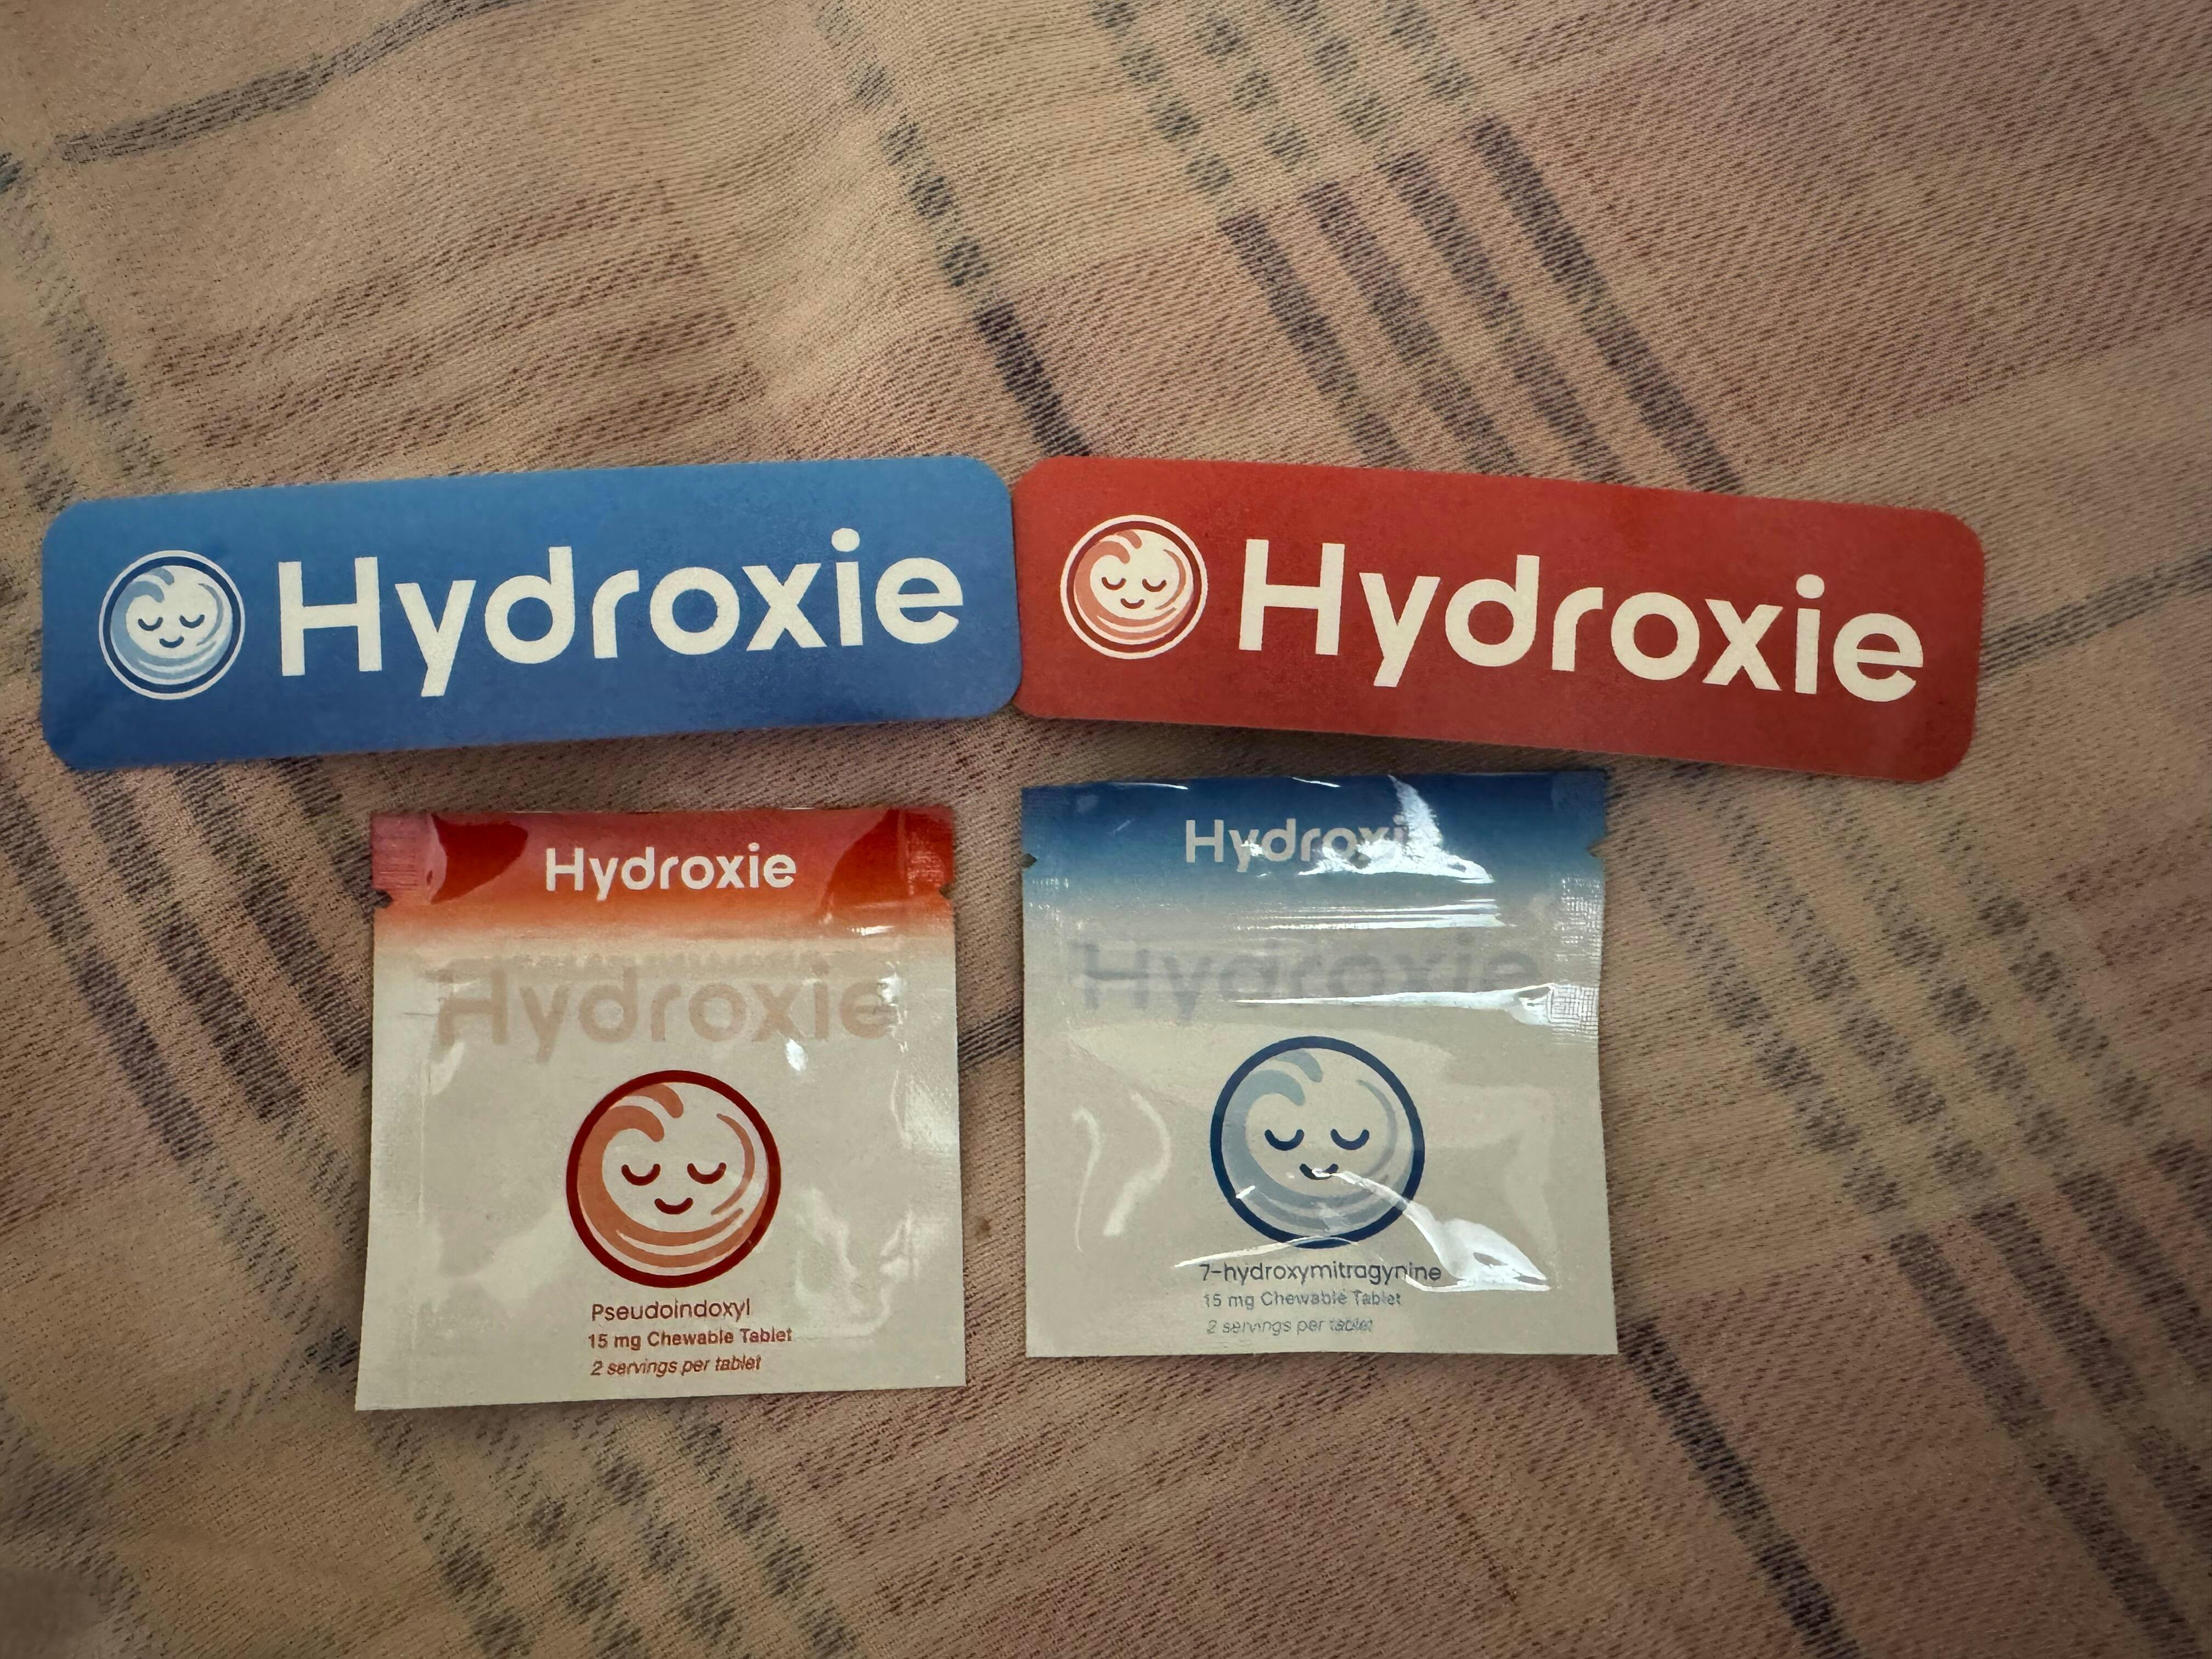 Hydroxie
Hydroxie
Hydroxie
Hydroxie
Pseudoindoxyl
15 mg Chewable Tablet
2 servings per tablet
Hydroxie
Hydroxie
7-hydroxymitragynine
15 mg Chewable Tablet
2 servings per tablet